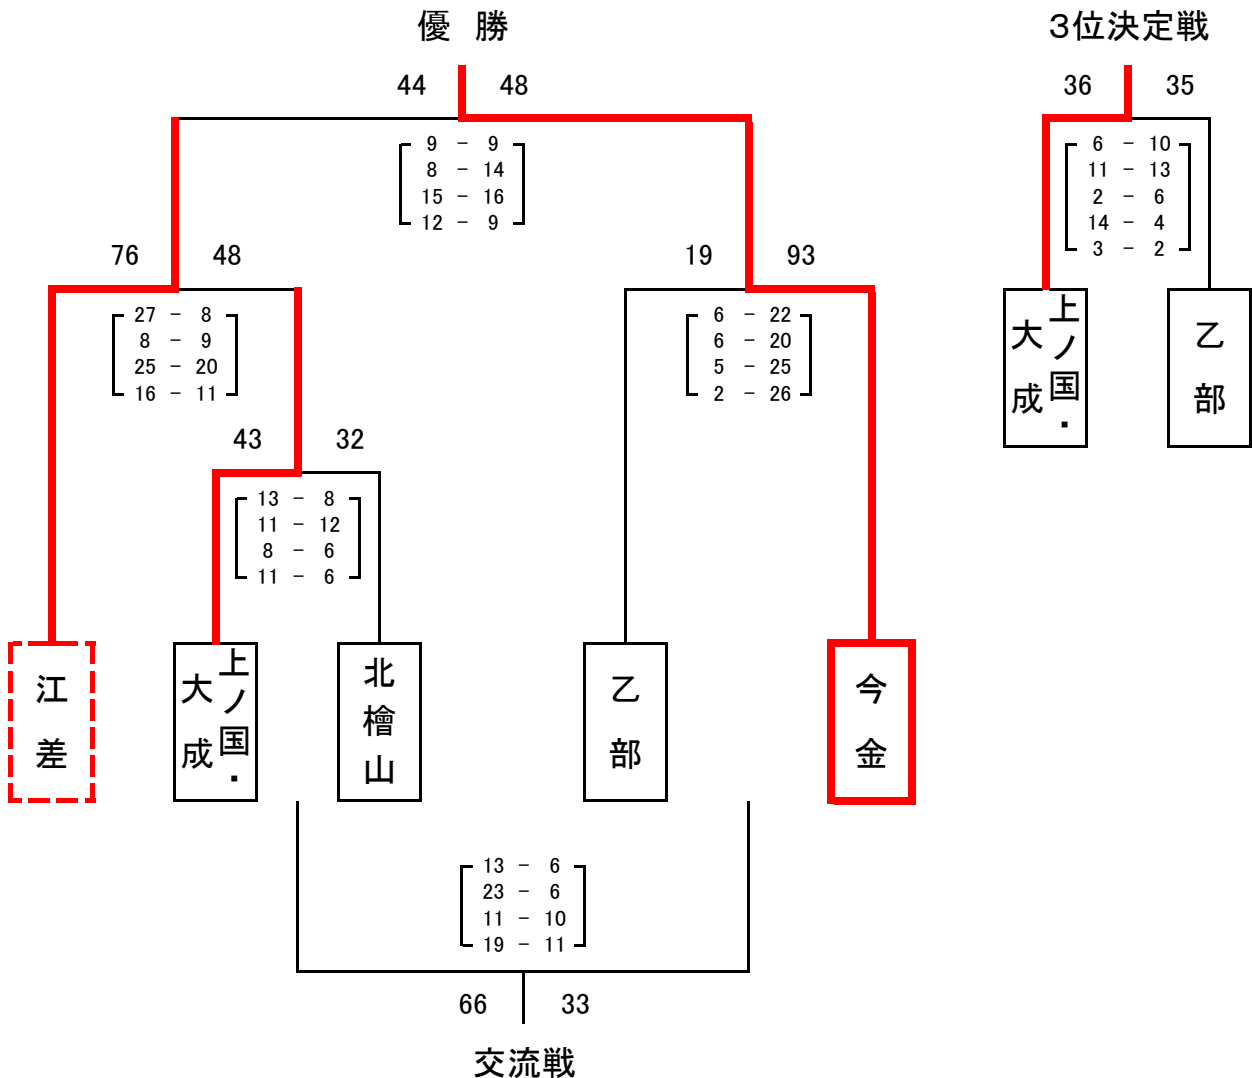 優 勝
44 48
9 - 9
8 - 14
15 - 16
12 - 9
3位決定戦
36 35
6 - 10
11 - 13
2 - 6
14 - 4
3 - 2
上ノ国・
大成
乙部
76 48
27 - 8
8 - 9
25 - 20
16 - 11
19 93
6 - 22
6 - 20
5 - 25
2 - 26
43 32
13 - 8
11 - 12
8 - 6
11 - 6
江差
上ノ国・
大成
北檜山
乙部
今金
13 - 6
23 - 6
11 - 10
19 - 11
66 33
交流戦